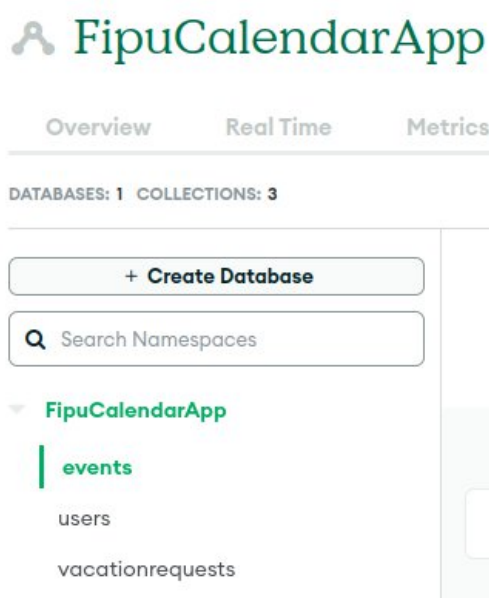 FipuCalendarApp
Overview Real Time Metrics
DATABASES: 1 COLLECTIONS: 3
+ Create Database
Search Namespaces
FipuCalendarApp
events
users
vacationrequests